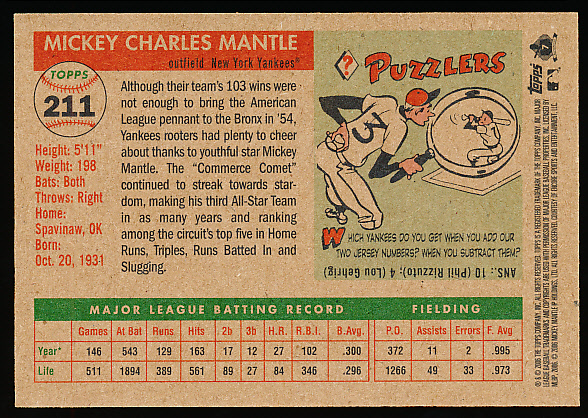 MICKEY CHARLES MANTLE
outfield New York Yankees®
TOPPS
211
Height: 5'11"
Weight: 198
Bats: Both
Throws: Right
Home:
Spavinaw, OK
Born:
Oct. 20, 1931
Although their team's 103 wins were
not enough to bring the American
League pennant to the Bronx in '54,
Yankees rooters had plenty to cheer
about thanks to youthful star Mickey
Mantle. The "Commerce Comet"
continued to streak towards star-
dom, making his third All-Star Team
in as many years and ranking
among the circuit's top five in Home
Runs, Triples, Runs Batted In and
Slugging.
?
PUZZLERS
3
WHICH YANKEES DO YOU GET WHEN YOU ADD OUR
TWO JERSEY NUMBERS? WHEN YOU SUBTRACT THEM?
ANS.: 10 (Phil Rizzuto); 4 (Lou Gehrig)
MAJOR LEAGUE BATTING RECORD FIELDING
Games At Bat Runs Hits 2b 3b H.R. R.B.I. B.Avg. P.O. Assists Errors F. Avg
Year* 146 543 129 163 17 12 27 102 .300 372 11 2 .995
Life 511 1894 389 561 89 27 84 346 .296 1266 49 33 .973
7
TOPPS